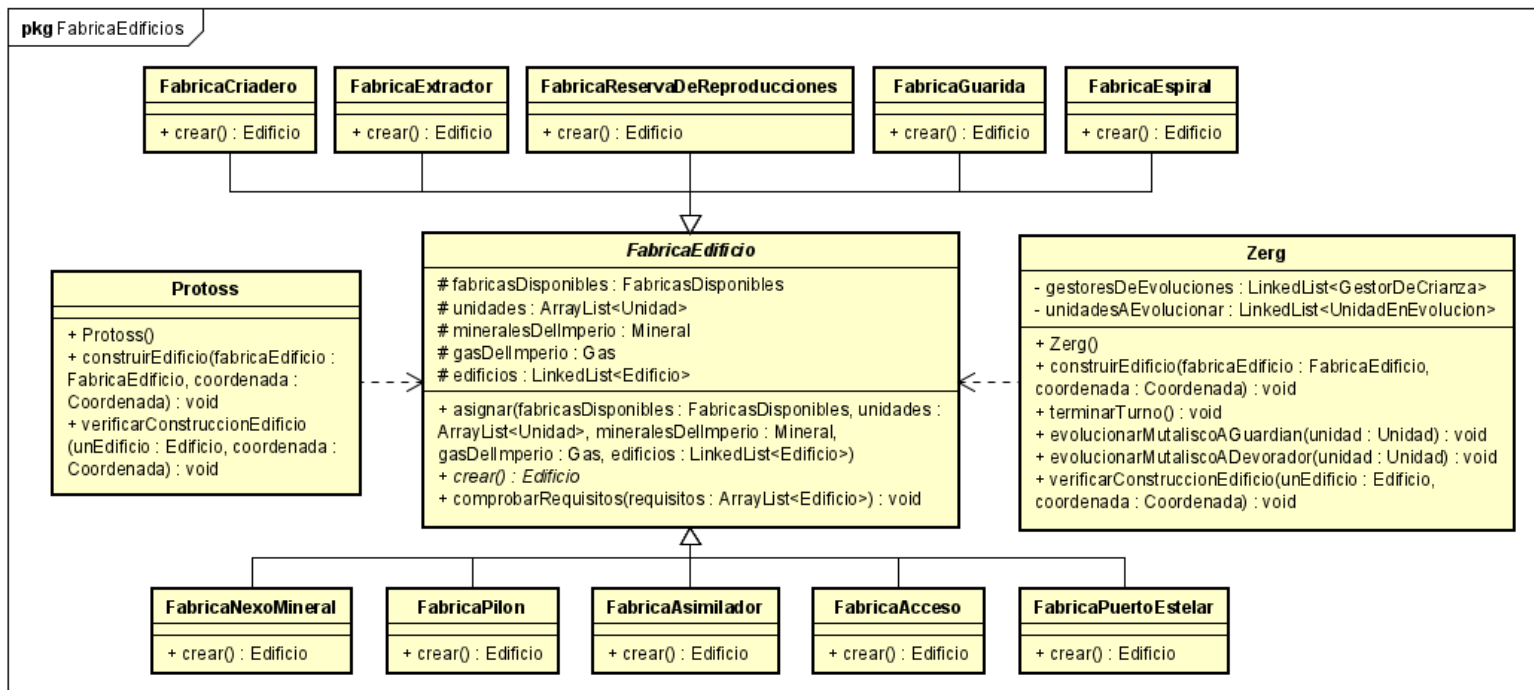 pkg FabricaEdificios
FabricaCriadero
+ crear() : Edificio
FabricaExtractor
+ crear() : Edificio
FabricaReservaDeReproducciones
+ crear() : Edificio
FabricaGuarida
+ crear() : Edificio
FabricaEspiral
+ crear() : Edificio
Protoss
+ Protoss()
+ construirEdificio(fabricaEdificio :
FabricaEdificio, coordenada :
Coordenada) : void
+ verificarConstruccionEdificio
(unEdificio : Edificio, coordenada :
Coordenada) : void
FabricaEdificio
# fabricasDisponibles : FabricasDisponibles
# unidades : ArrayList<Unidad>
# mineralesDelImperio : Mineral
# gasDelImperio : Gas
# edificios : LinkedList<Edificio>
+ asignar(fabricasDisponibles : FabricasDisponibles, unidades :
ArrayList<Unidad>, mineralesDelImperio : Mineral,
gasDelImperio : Gas, edificios : LinkedList<Edificio>)
+ crear() : Edificio
+ comprobarRequisitos(requisitos : ArrayList<Edificio>) : void
Zerg
- gestoresDeEvoluciones : LinkedList<GestorDeCrianza>
- unidadesAEvolucionar : LinkedList<UnidadEnEvolucion>
+ Zerg()
+ construirEdificio(fabricaEdificio : FabricaEdificio,
coordenada : Coordenada) : void
+ terminarTurno() : void
+ evolucionarMutaliscoAGuardian(unidad : Unidad) : void
+ evolucionarMutaliscoADevorador(unidad : Unidad) : void
+ verificarConstruccionEdificio(unEdificio : Edificio,
coordenada : Coordenada) : void
FabricaNexoMineral
+ crear() : Edificio
FabricaPilon
+ crear() : Edificio
FabricaAsimilador
+ crear() : Edificio
FabricaAcceso
+ crear() : Edificio
FabricaPuertoEstelar
+ crear() : Edificio